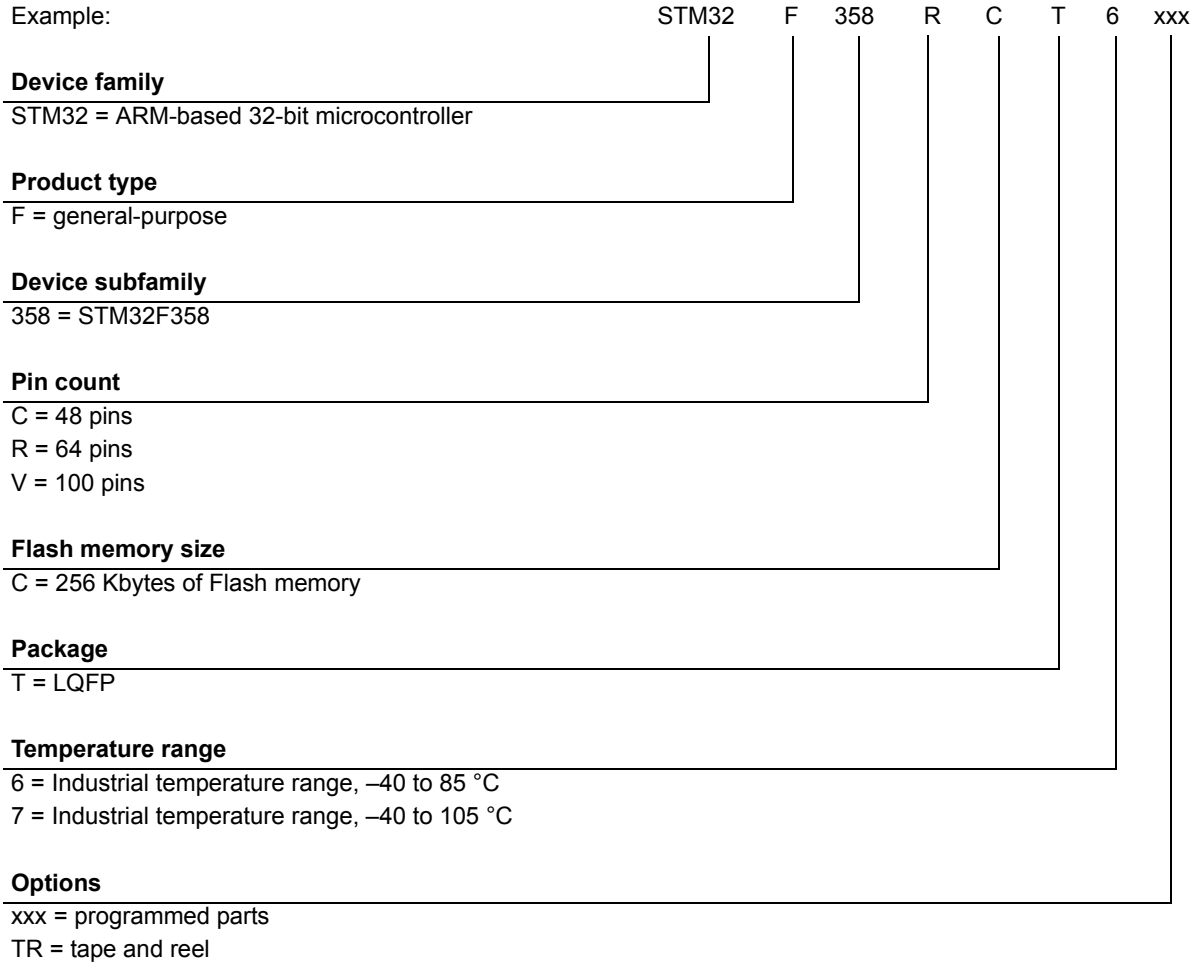 Example: STM32 F 358 R C T 6 xxx
Device family
STM32 = ARM-based 32-bit microcontroller
Product type
F = general-purpose
Device subfamily
358 = STM32F358
Pin count
C = 48 pins
R = 64 pins
V = 100 pins
Flash memory size
C = 256 Kbytes of Flash memory
Package
T = LQFP
Temperature range
6 = Industrial temperature range, –40 to 85 °C
7 = Industrial temperature range, –40 to 105 °C
Options
xxx = programmed parts
TR = tape and reel